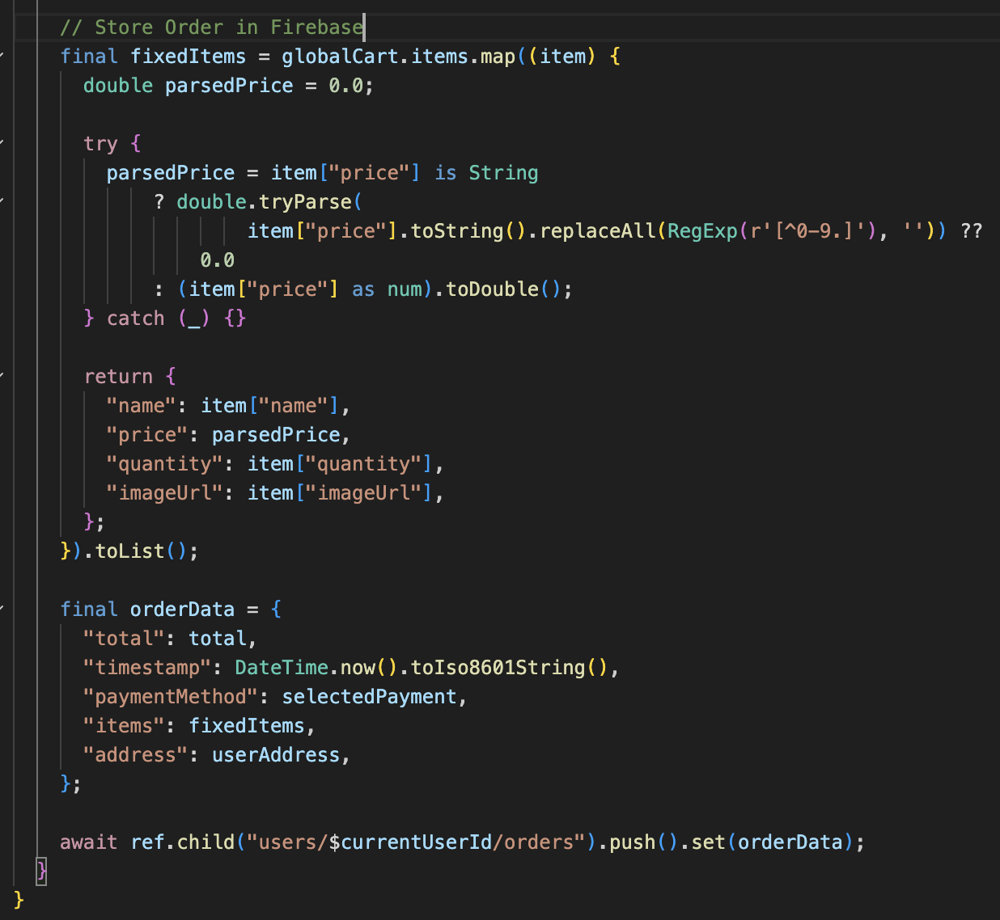 // Store Order in Firebase
final fixedItems = globalCart.items.map((item) {
double parsedPrice = 0.0;
try {
parsedPrice = item["price"] is String
? double.tryParse(
item["price"].toString().replaceAll(RegExp(r'[^0-9.]'), '')) ??
0.0
: (item["price"] as num).toDouble();
} catch (_) {}
return {
"name": item["name"],
"price": parsedPrice,
"quantity": item["quantity"],
"imageUrl": item["imageUrl"],
};
}).toList();
final orderData = {
"total": total,
"timestamp": DateTime.now().toIso8601String(),
"paymentMethod": selectedPayment,
"items": fixedItems,
"address": userAddress,
};
await ref.child("users/$currentUserId/orders").push().set(orderData);
}
}